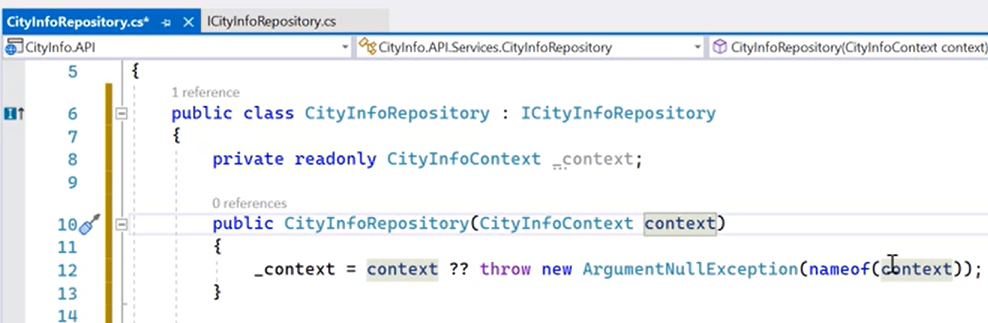 CityInfoRepository.cs* ICityInfoRepository.cs
CityInfo.API CityInfo.API.Services.CityInfoRepository CityInfoRepository(CityInfoContext context)
5 {
1 reference
6 public class CityInfoRepository : ICityInfoRepository
7 {
8 private readonly CityInfoContext _context;
9
0 references
10 public CityInfoRepository(CityInfoContext context)
11 {
12 _context = context ?? throw new ArgumentNullException(nameof(context));
13 }
14